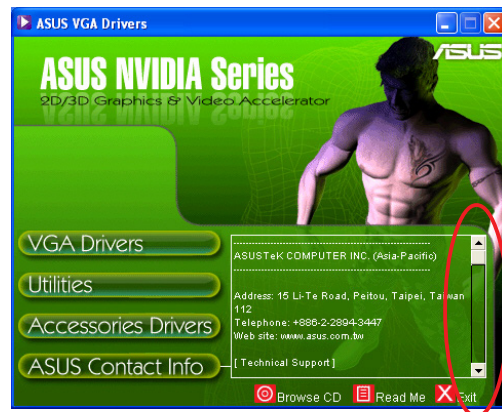 ASUS VGA Drivers
/SUS
ASUS NVIDIA Series
2D/3D Graphics & Video Accelerator
VGA Drivers
Utilities
Accessories Drivers
ASUS Contact Info
----------------------------------------------------
ASUSTeK COMPUTER INC. (Asia-Pacific)
----------------------------------------------------
Address: 15 Li-Te Road, Peitou, Taipei, Taiwan
112
Telephone: +886-2-2894-3447
Web site: www.asus.com.tw
[ Technical Support ]
Browse CD
Read Me
Exit